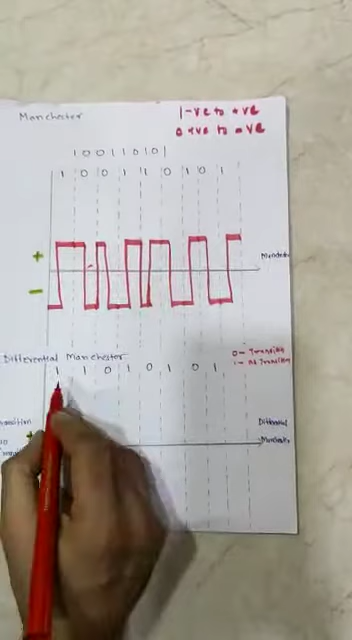 Manchester
1 -ve to +ve
0 +ve to -ve
100110101
1 0 0 1 1 0 1 0 1
+
-
Differential Manchester
0 - Transition
1 - No Transition
1 1 0 1 0 1 0 1
Differential
Manchester